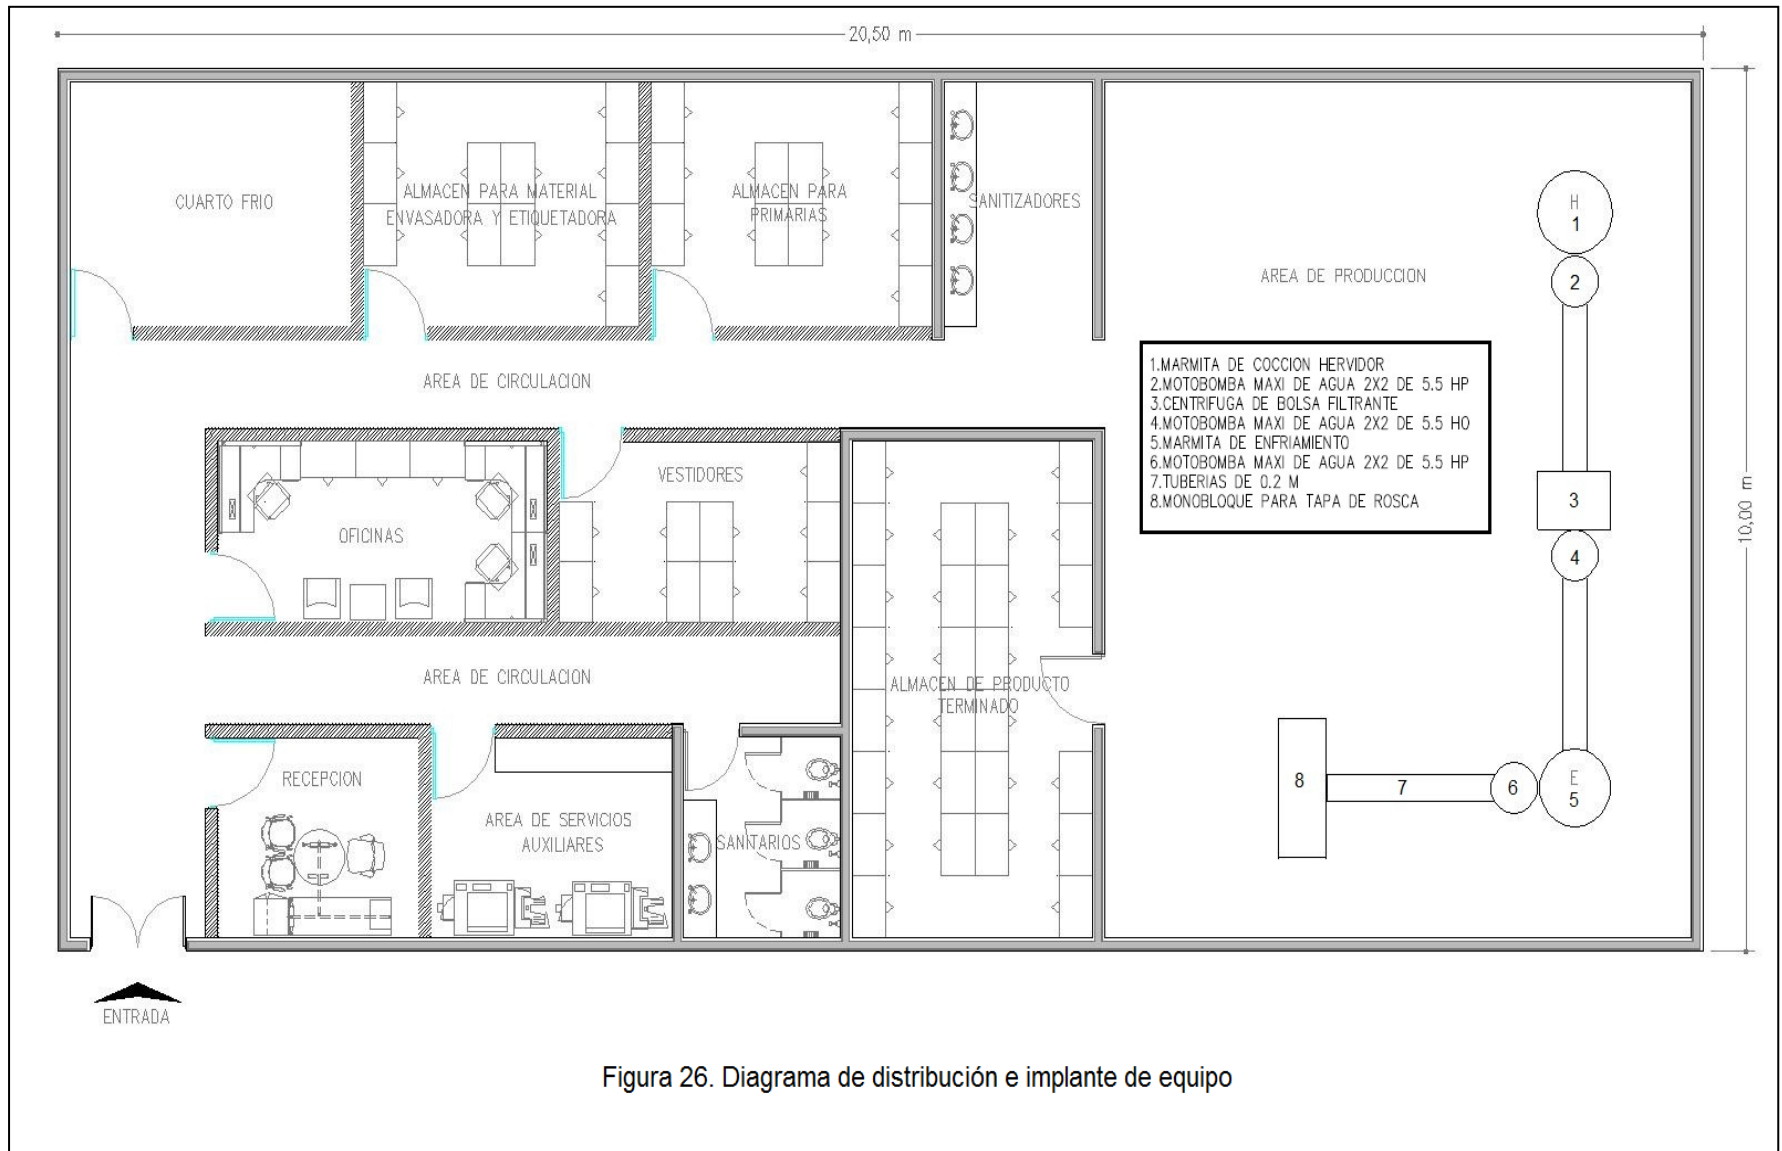 20,50 m
CUARTO FRIO
ALMACEN PARA MATERIAL
ENVASADORA Y ETIQUETADORA
ALMACEN PARA
PRIMARIAS
SANITIZADORES
AREA DE PRODUCCION
H
1
2
AREA DE CIRCULACION
1.MARMITA DE COCCION HERVIDOR
2.MOTOBOMBA MAXI DE AGUA 2X2 DE 5.5 HP
3.CENTRIFUGA DE BOLSA FILTRANTE
4.MOTOBOMBA MAXI DE AGUA 2X2 DE 5.5 HO
5.MARMITA DE ENFRIAMIENTO
6.MOTOBOMBA MAXI DE AGUA 2X2 DE 5.5 HP
7.TUBERIAS DE 0.2 M
8.MONOBLOQUE PARA TAPA DE ROSCA
3
4
10,00 m
VESTIDORES
OFICINAS
AREA DE CIRCULACION
ALMACEN DE PRODUCTO
TERMINADO
RECEPCION
AREA DE SERVICIOS
AUXILIARES
SANITARIOS
8
7
6
E
5
ENTRADA
Figura 26. Diagrama de distribución e implante de equipo